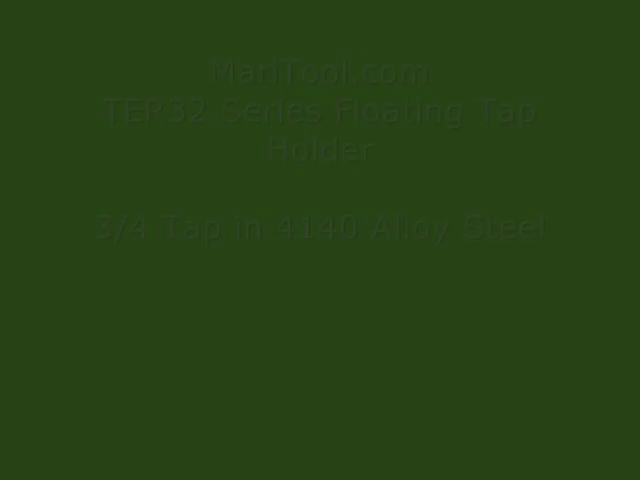 MariTool.com
TER32 Series Floating Tap
Holder
3/4 Tap in 4140 Alloy Steel